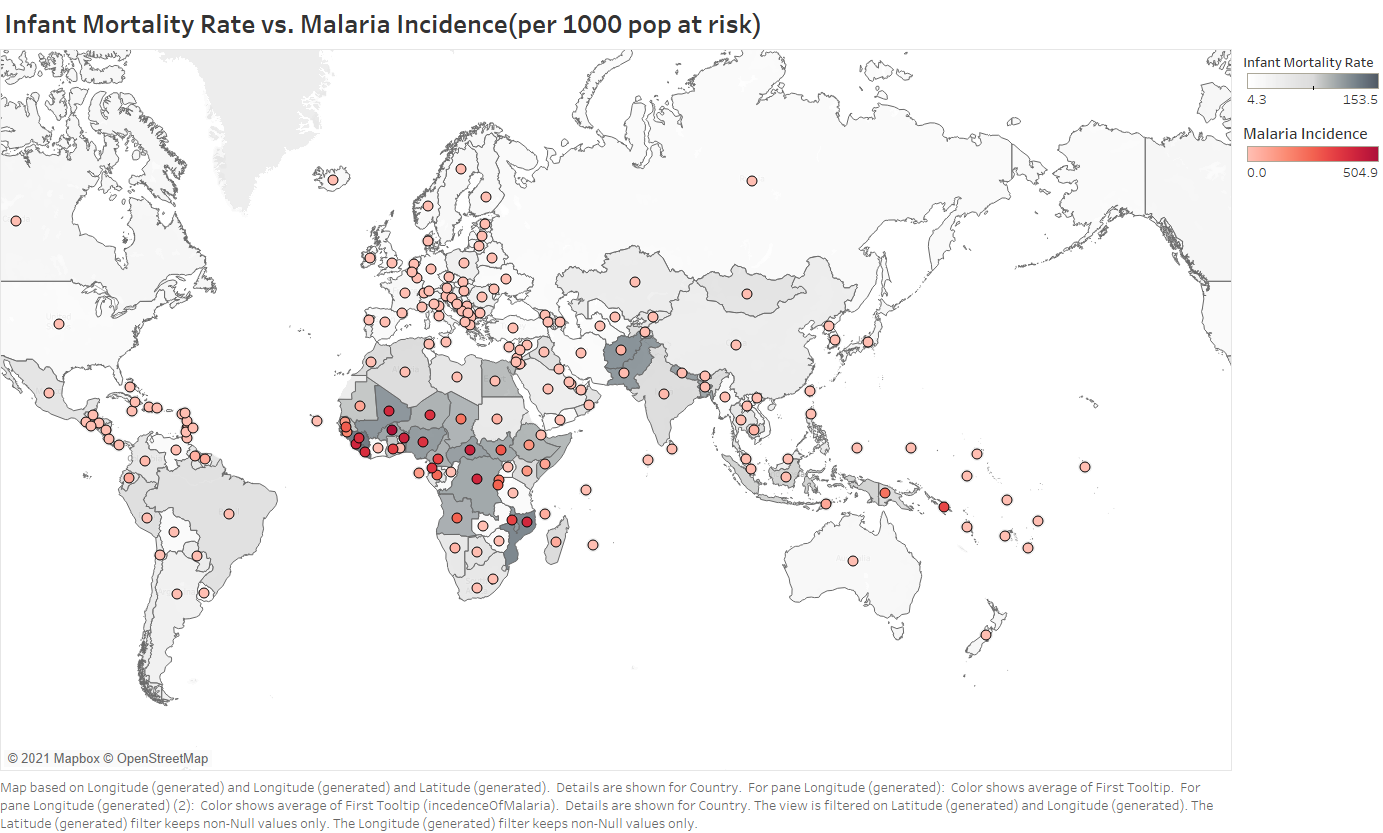 Infant Mortality Rate vs. Malaria Incidence(per 1000 pop at risk)
Infant Mortality Rate
4.3 153.5
Malaria Incidence
0.0 504.9
© 2021 Mapbox © OpenStreetMap
Map based on Longitude (generated) and Longitude (generated) and Latitude (generated).  Details are shown for Country.  For pane Longitude (generated):  Color shows average of First Tooltip.  For
pane Longitude (generated) (2):  Color shows average of First Tooltip (incedenceOfMalaria).  Details are shown for Country. The view is filtered on Latitude (generated) and Longitude (generated). The
Latitude (generated) filter keeps non-Null values only. The Longitude (generated) filter keeps non-Null values only.